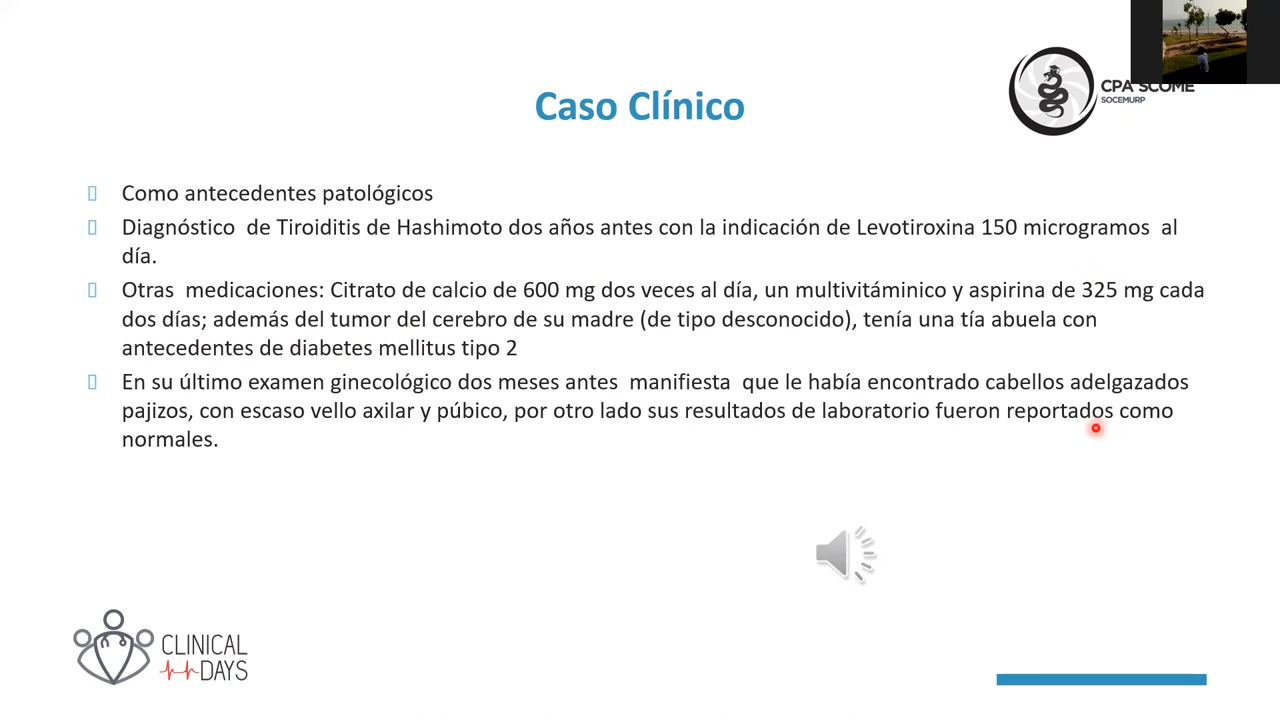 CPA SCOME
SOCEMURP
Caso Clínico
Como antecedentes patológicos
Diagnóstico de Tiroiditis de Hashimoto dos años antes con la indicación de Levotiroxina 150 microgramos al
día.
Otras medicaciones: Citrato de calcio de 600 mg dos veces al día, un multivitáminico y aspirina de 325 mg cada
dos días; además del tumor del cerebro de su madre (de tipo desconocido), tenía una tía abuela con
antecedentes de diabetes mellitus tipo 2
En su último examen ginecológico dos meses antes manifiesta que le había encontrado cabellos adelgazados
pajizos, con escaso vello axilar y púbico, por otro lado sus resultados de laboratorio fueron reportados como
normales.
CLINICAL
DAYS